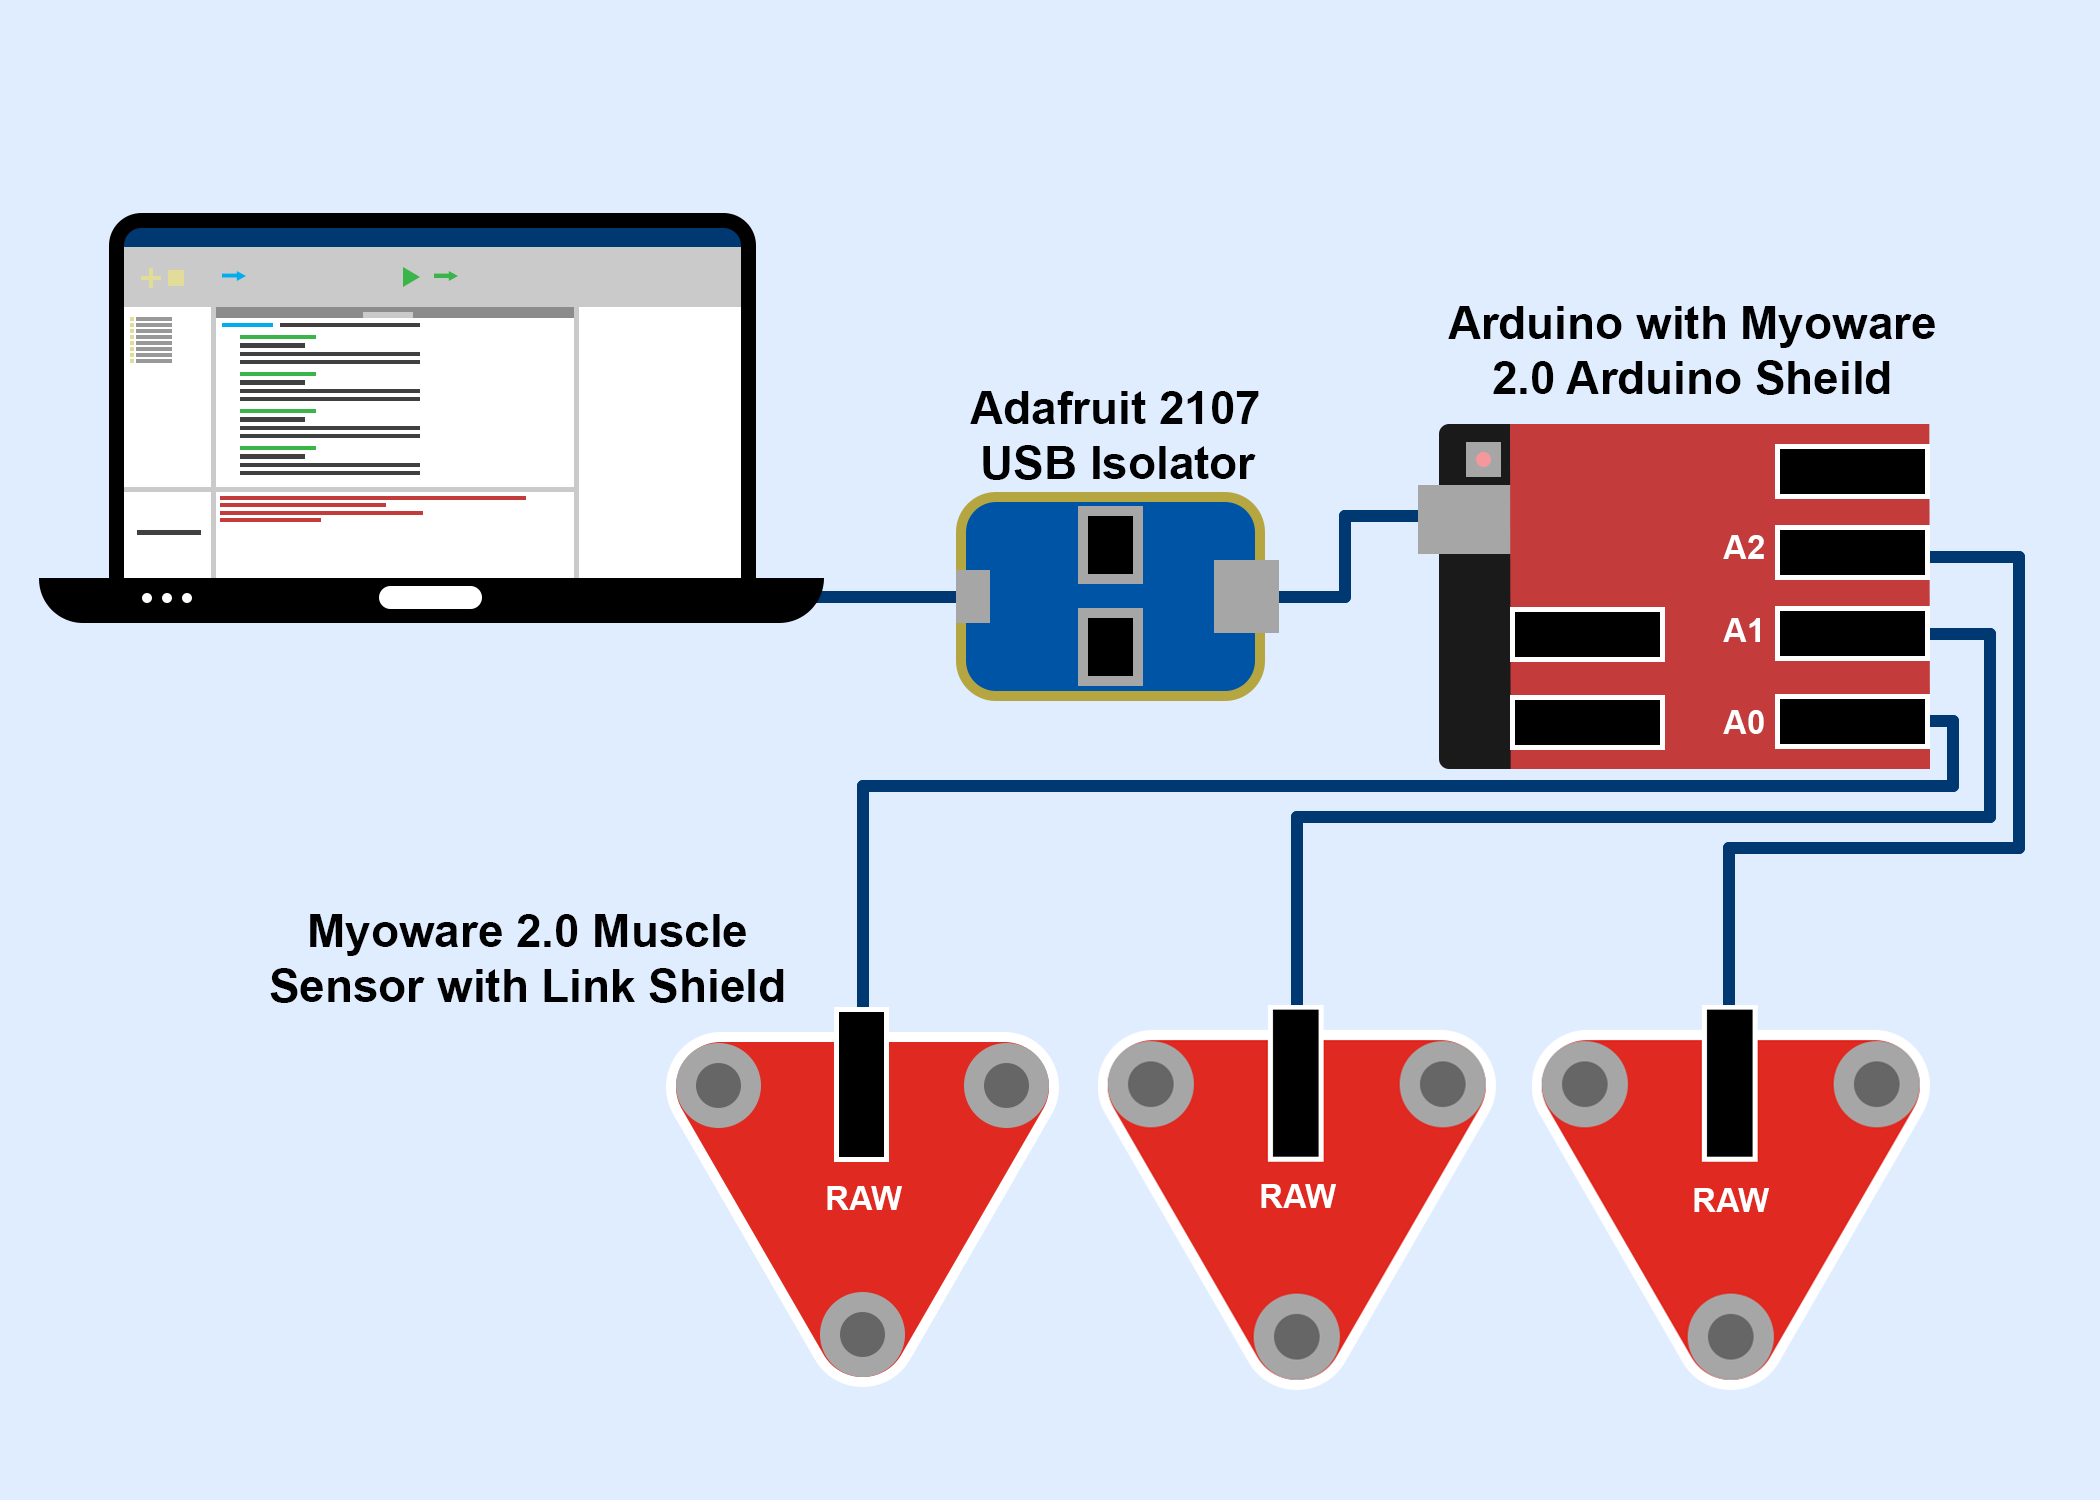 Arduino with Myoware
2.0 Arduino Sheild
Adafruit 2107
USB Isolator
A2
A1
A0
Myoware 2.0 Muscle
Sensor with Link Shield
RAW
RAW
RAW